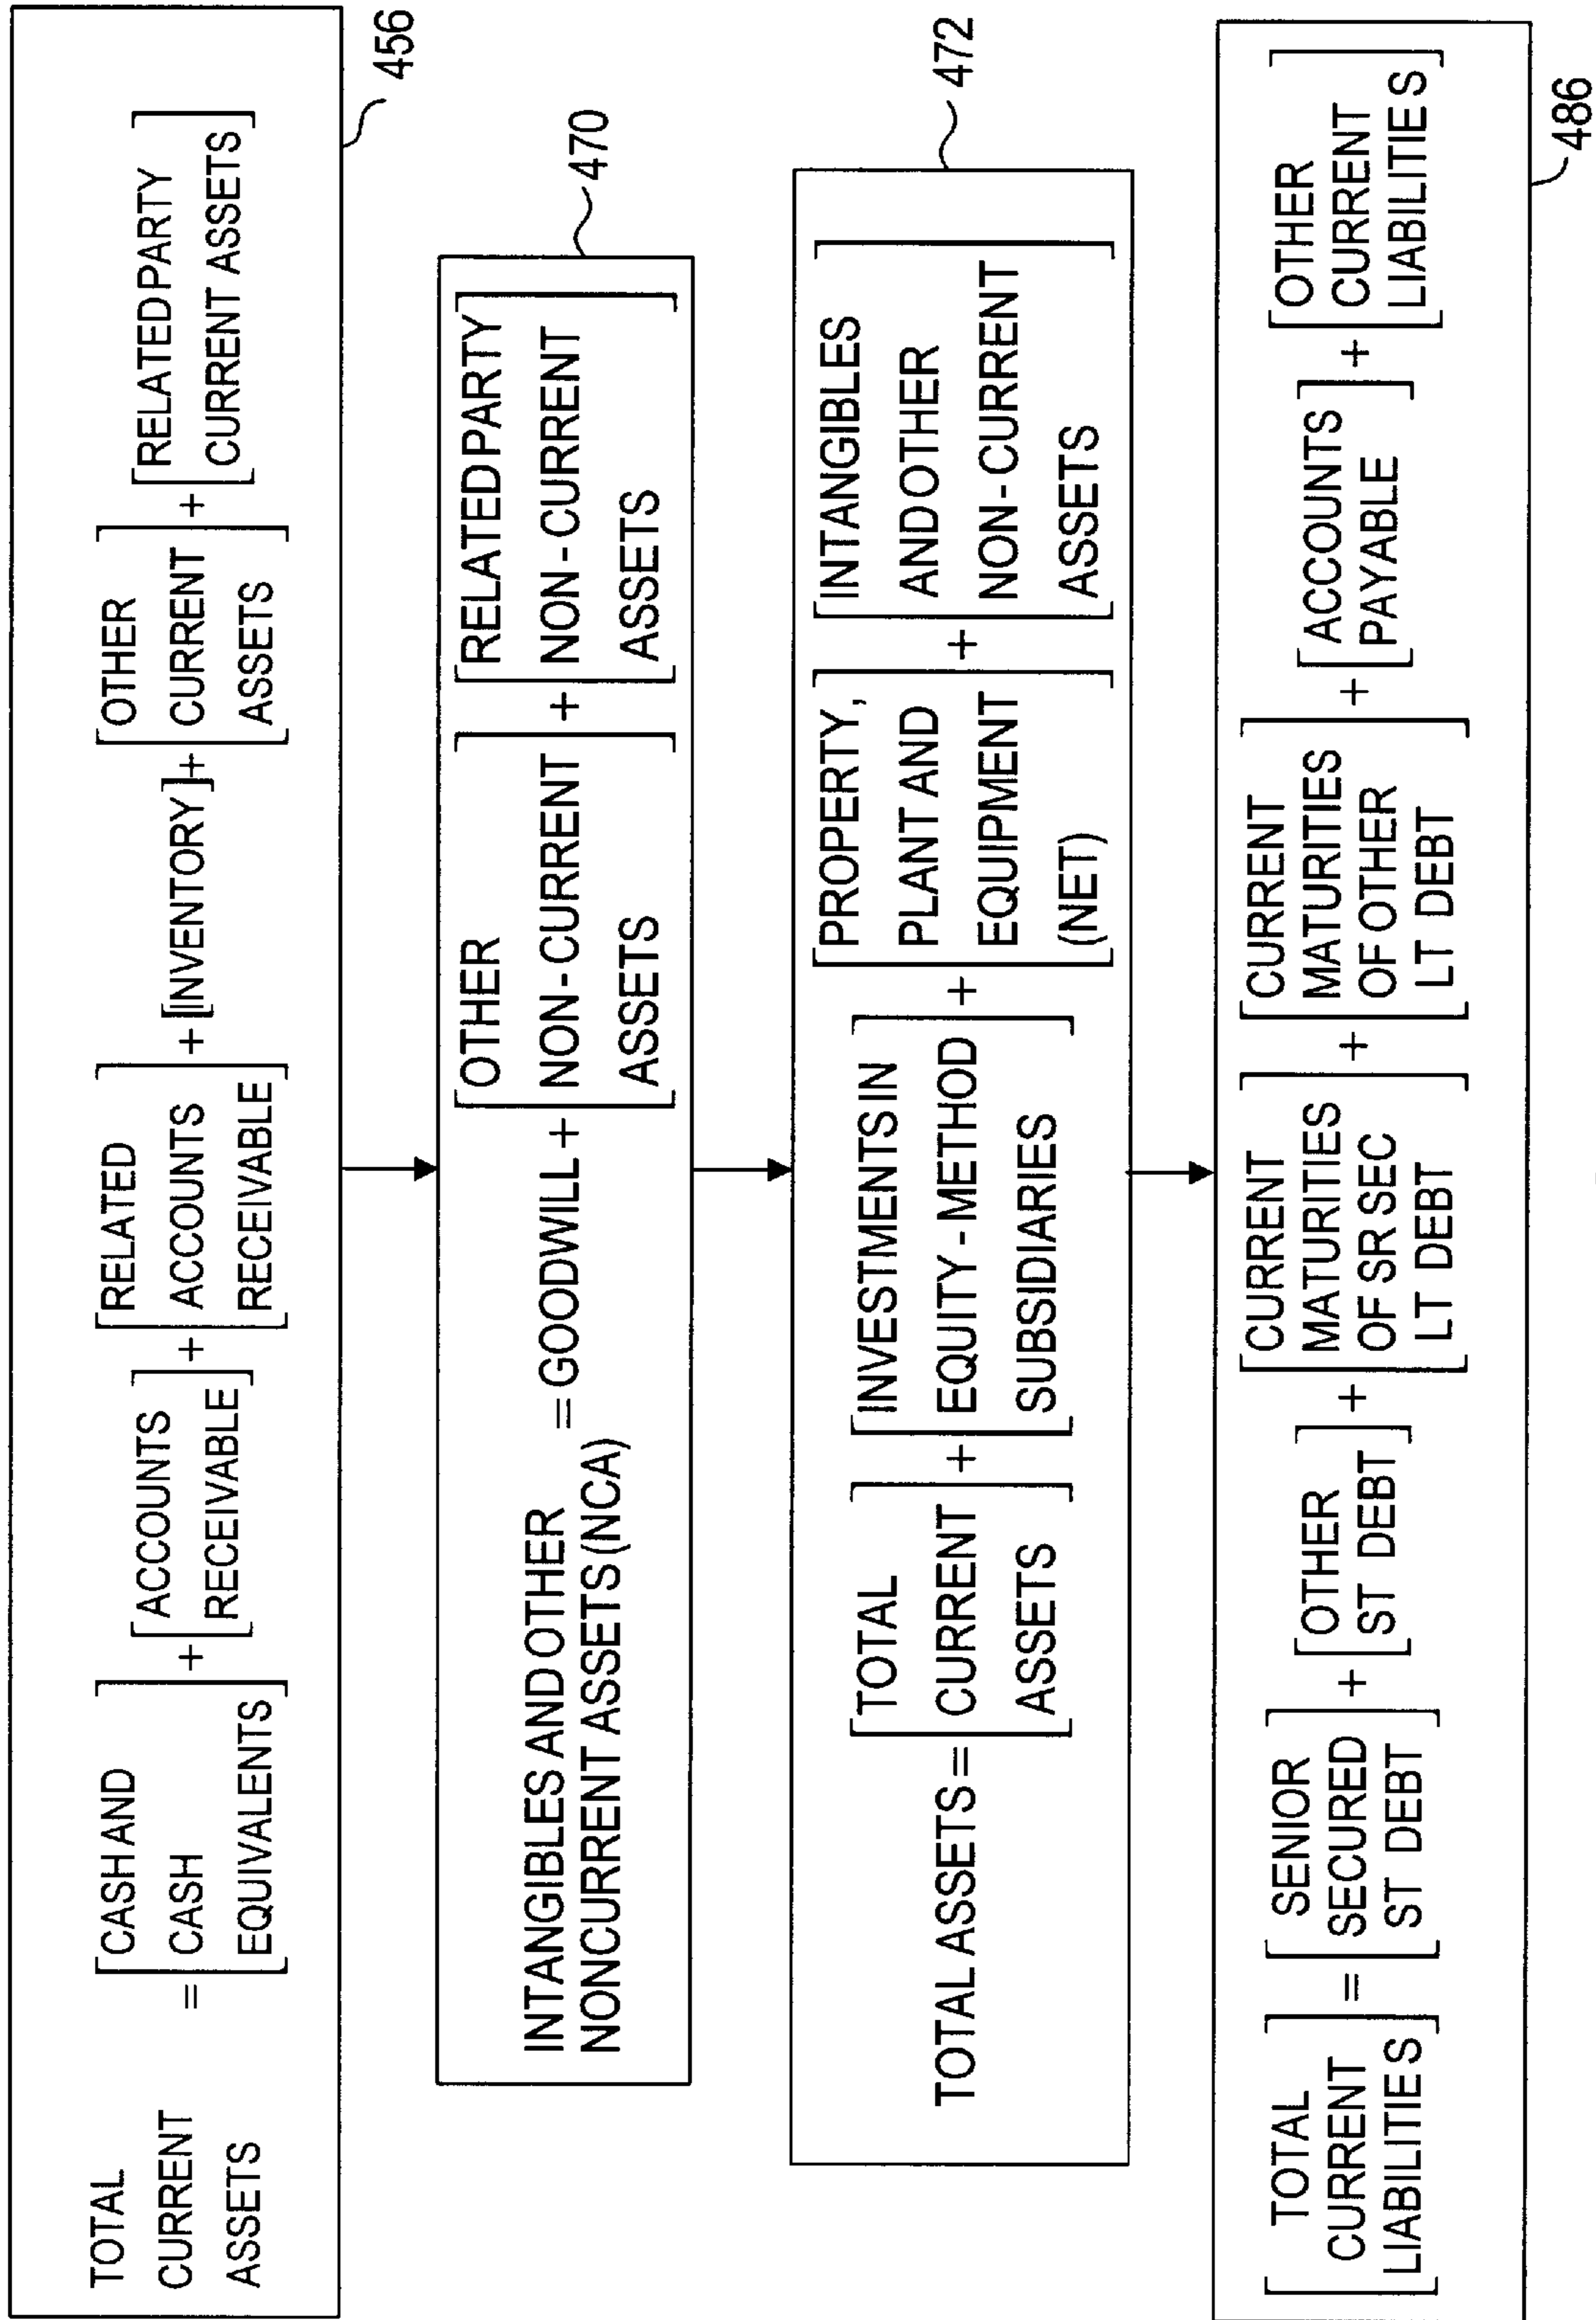 TOTAL CURRENT ASSETS = [CASH AND CASH EQUIVALENTS] + [ACCOUNTS RECEIVABLE] + [RELATED ACCOUNTS RECEIVABLE] + [INVENTORY] + [OTHER CURRENT ASSETS] + [RELATED PARTY CURRENT ASSETS]
456
INTANGIBLES AND OTHER NONCURRENT ASSETS (NCA) = GOODWILL + [OTHER NON-CURRENT ASSETS] + [RELATED PARTY NON-CURRENT ASSETS]
470
TOTAL ASSETS = [TOTAL CURRENT ASSETS] + [INVESTMENTS IN EQUITY-METHOD SUBSIDIARIES] + [PROPERTY, PLANT AND EQUIPMENT (NET)] + [INTANGIBLES AND OTHER NON-CURRENT ASSETS]
472
[TOTAL CURRENT LIABILITIES] = [SENIOR SECURED ST DEBT] + [OTHER ST DEBT] + [CURRENT MATURITIES OF SR SEC LT DEBT] + [CURRENT MATURITIES OF OTHER LT DEBT] + [ACCOUNTS PAYABLE] + [OTHER CURRENT LIABILITIES]
486